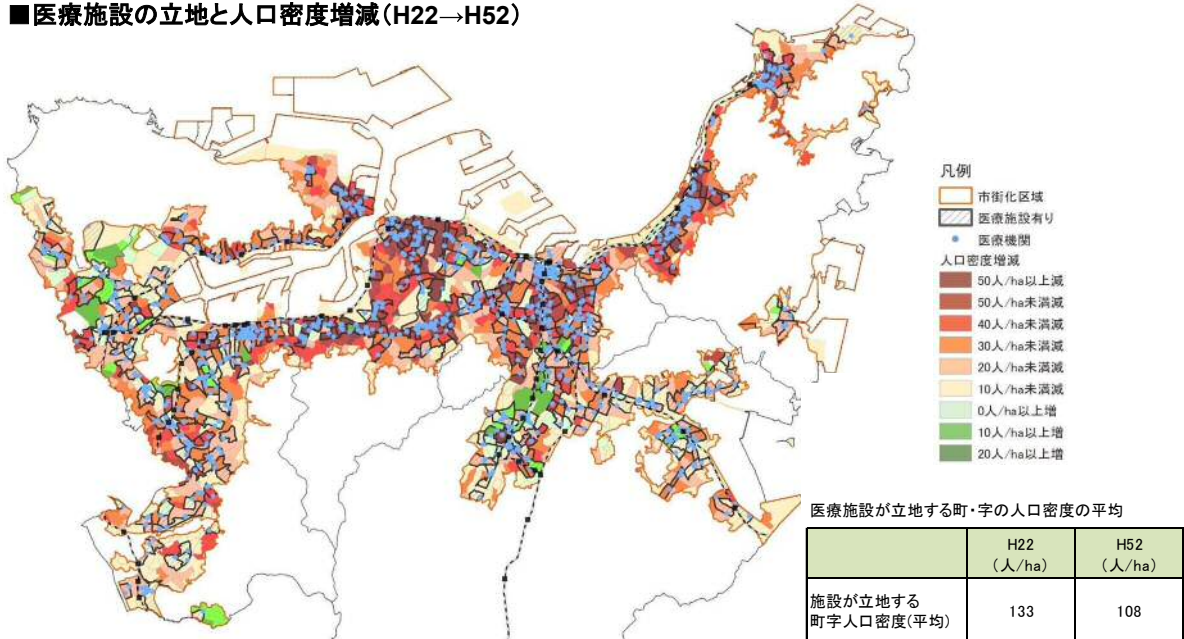 ■医療施設の立地と人口密度増減(H22→H52)
凡例
市街化区域
医療施設有り
医療機関
人口密度増減
50人/ha以上減
50人/ha未満減
40人/ha未満減
30人/ha未満減
20人/ha未満減
10人/ha未満減
0人/ha以上増
10人/ha以上増
20人/ha以上増
医療施設が立地する町・字の人口密度の平均
H22 H52
(人/ha) (人/ha)
施設が立地する
町字人口密度(平均) 133 108